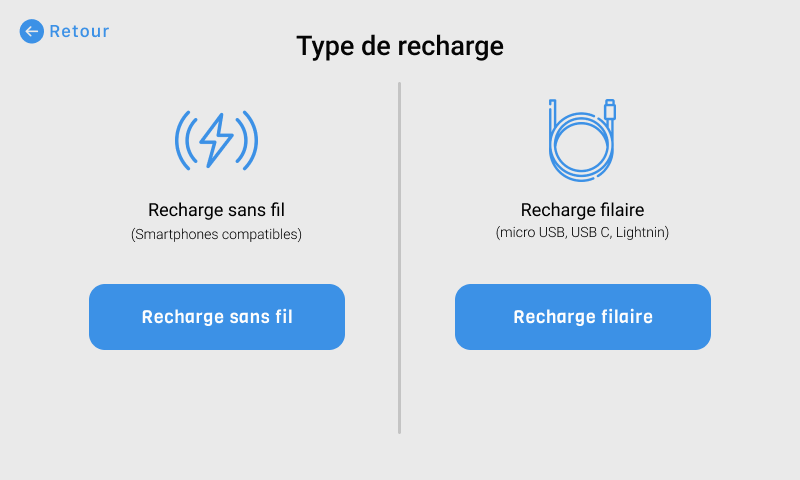 Retour
Type de recharge
Recharge sans fil
(Smartphones compatibles)
Recharge sans fil
Recharge filaire
(micro USB, USB C, Lightnin)
Recharge filaire